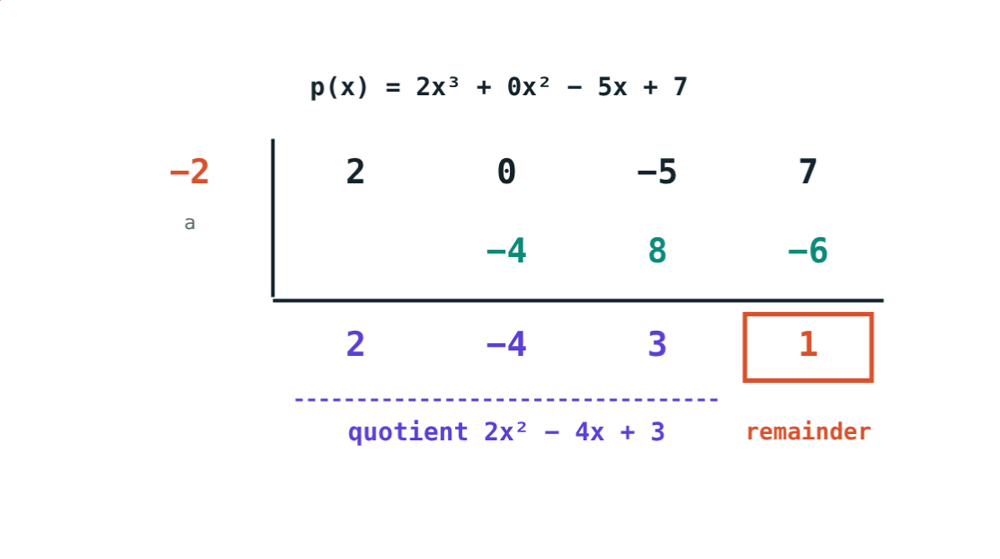 p(x) = 2x³ + 0x² − 5x + 7
−2 2 0 −5 7
a
−4 8 −6
2 −4 3 1
quotient 2x² − 4x + 3 remainder